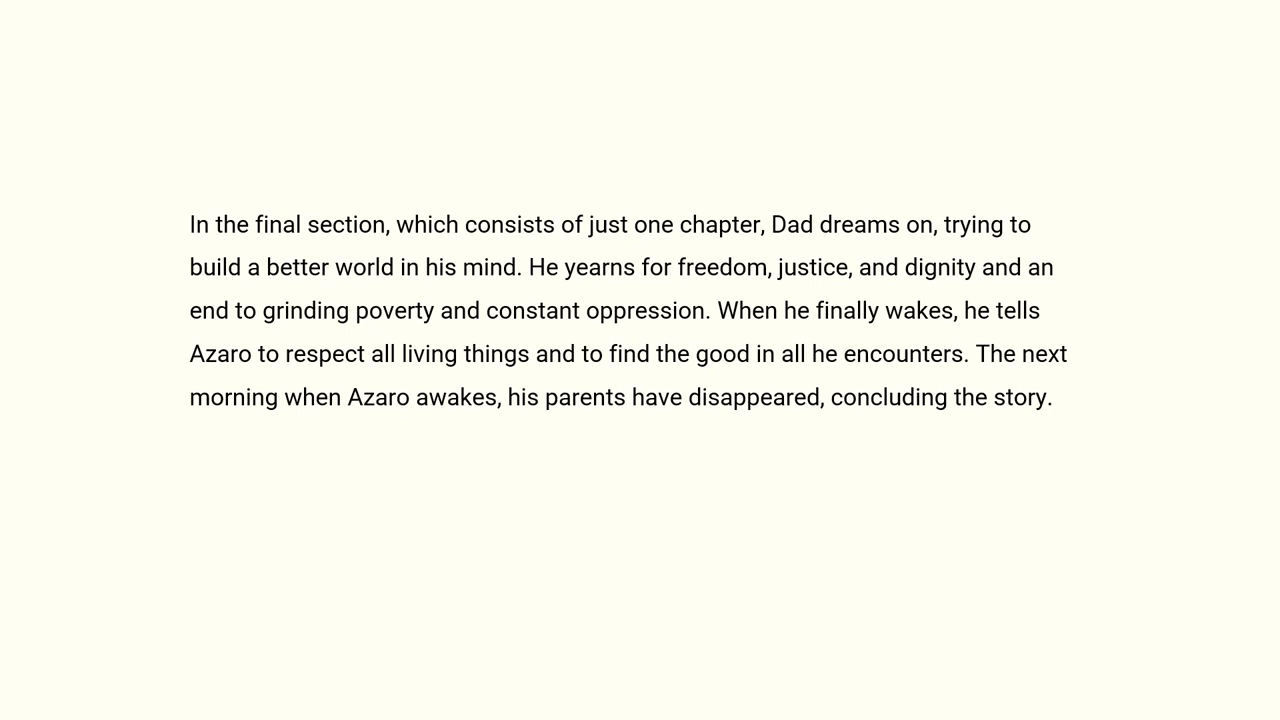 In the final section, which consists of just one chapter, Dad dreams on, trying to
build a better world in his mind. He yearns for freedom, justice, and dignity and an
end to grinding poverty and constant oppression. When he finally wakes, he tells
Azaro to respect all living things and to find the good in all he encounters. The next
morning when Azaro awakes, his parents have disappeared, concluding the story.